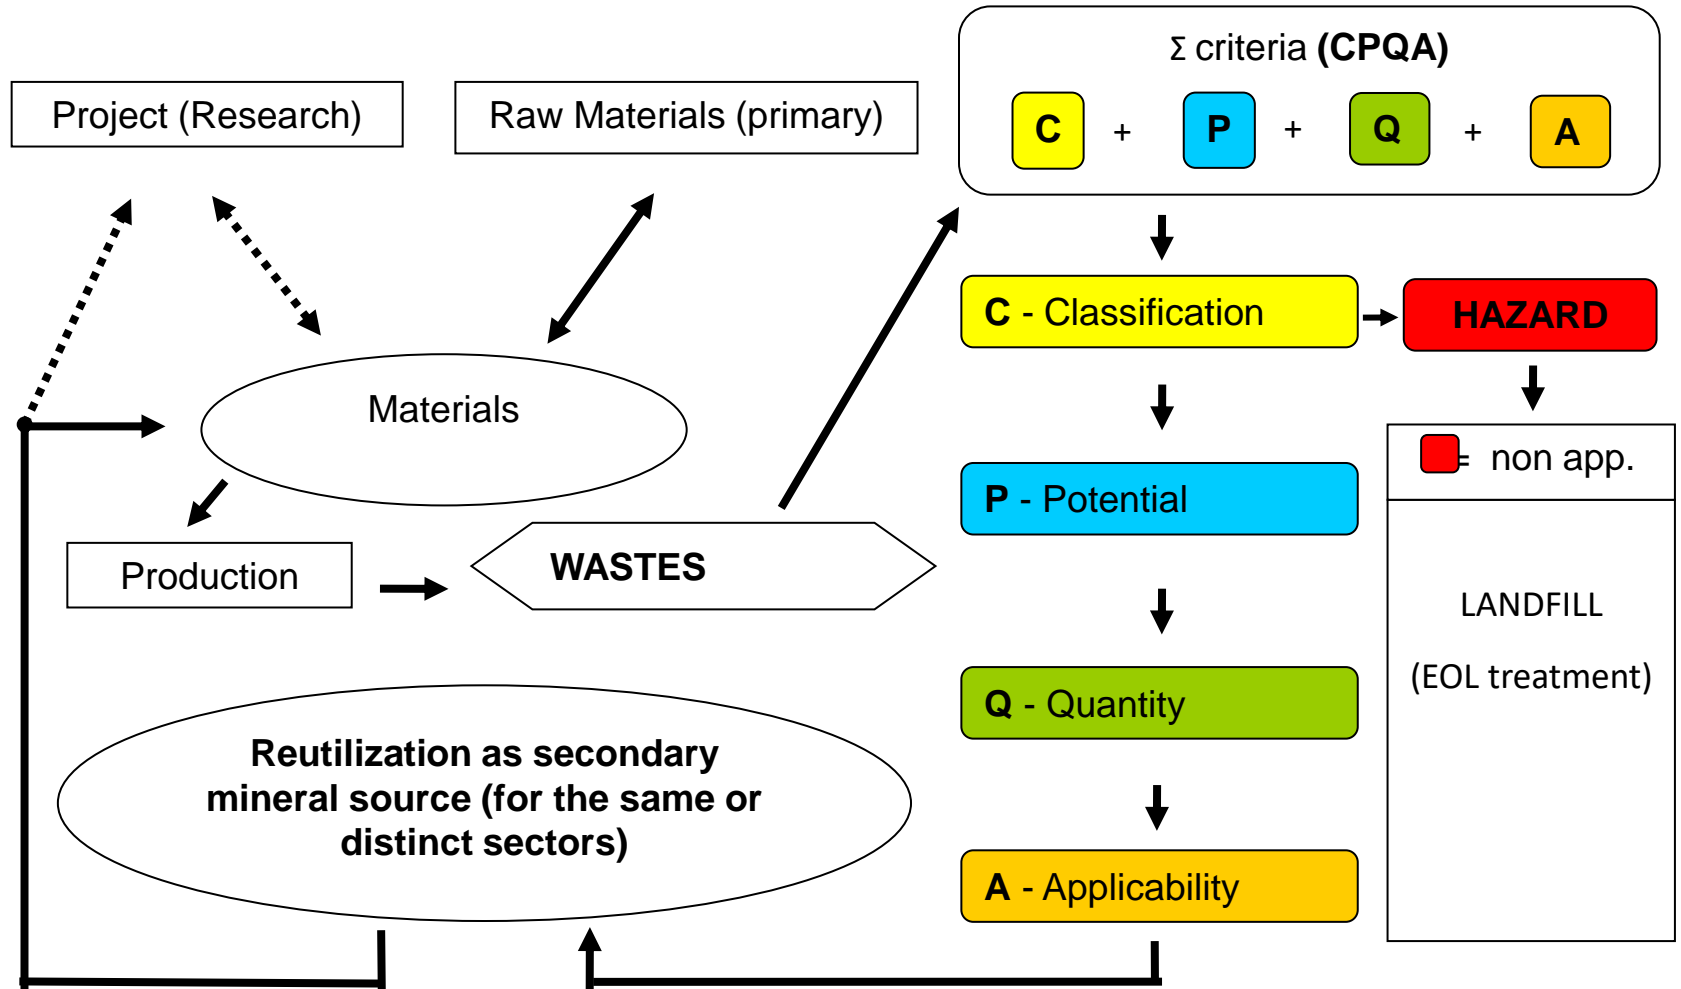 Project (Research)
Raw Materials (primary)
Σ criteria (CPQA)
C + P + Q + A
C - Classification
HAZARD
Materials
= non app.
P - Potential
WASTES
Production
LANDFILL
(EOL treatment)
Q - Quantity
Reutilization as secondary
mineral source (for the same or
distinct sectors)
A - Applicability